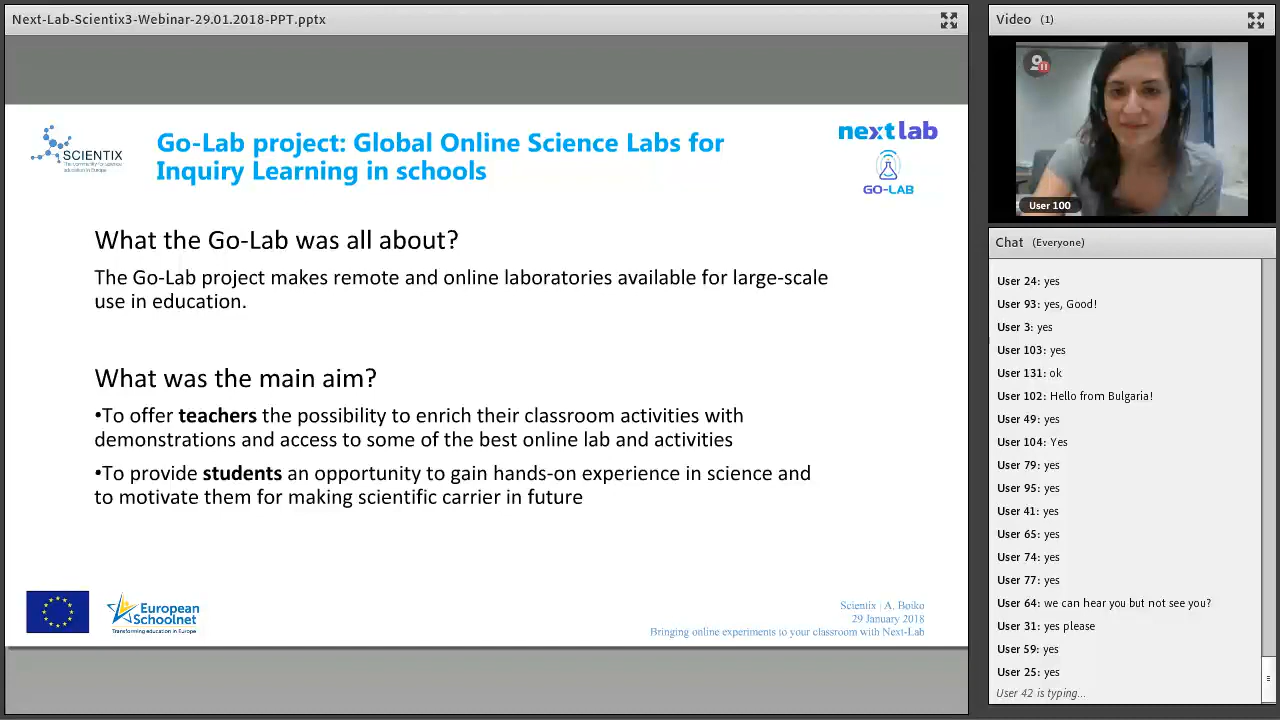 Next-Lab-Scientix3-Webinar-29.01.2018-PPT.pptx
SCIENTIX
The community for science
education in Europe
Go-Lab project: Global Online Science Labs for
Inquiry Learning in schools
next lab
GO-LAB
What the Go-Lab was all about?
The Go-Lab project makes remote and online laboratories available for large-scale
use in education.
What was the main aim?
•To offer teachers the possibility to enrich their classroom activities with
demonstrations and access to some of the best online lab and activities
•To provide students an opportunity to gain hands-on experience in science and
to motivate them for making scientific carrier in future
European
Schoolnet
Transforming education in Europe
Scientix | A. Boiko
29 January 2018
Bringing online experiments to your classroom with Next-Lab
Video (1)
User 100
Chat (Everyone)
User 24: yes
User 93: yes, Good!
User 3: yes
User 103: yes
User 131: ok
User 102: Hello from Bulgaria!
User 49: yes
User 104: Yes
User 79: yes
User 95: yes
User 41: yes
User 65: yes
User 74: yes
User 77: yes
User 64: we can hear you but not see you?
User 31: yes please
User 59: yes
User 25: yes
User 42 is typing...